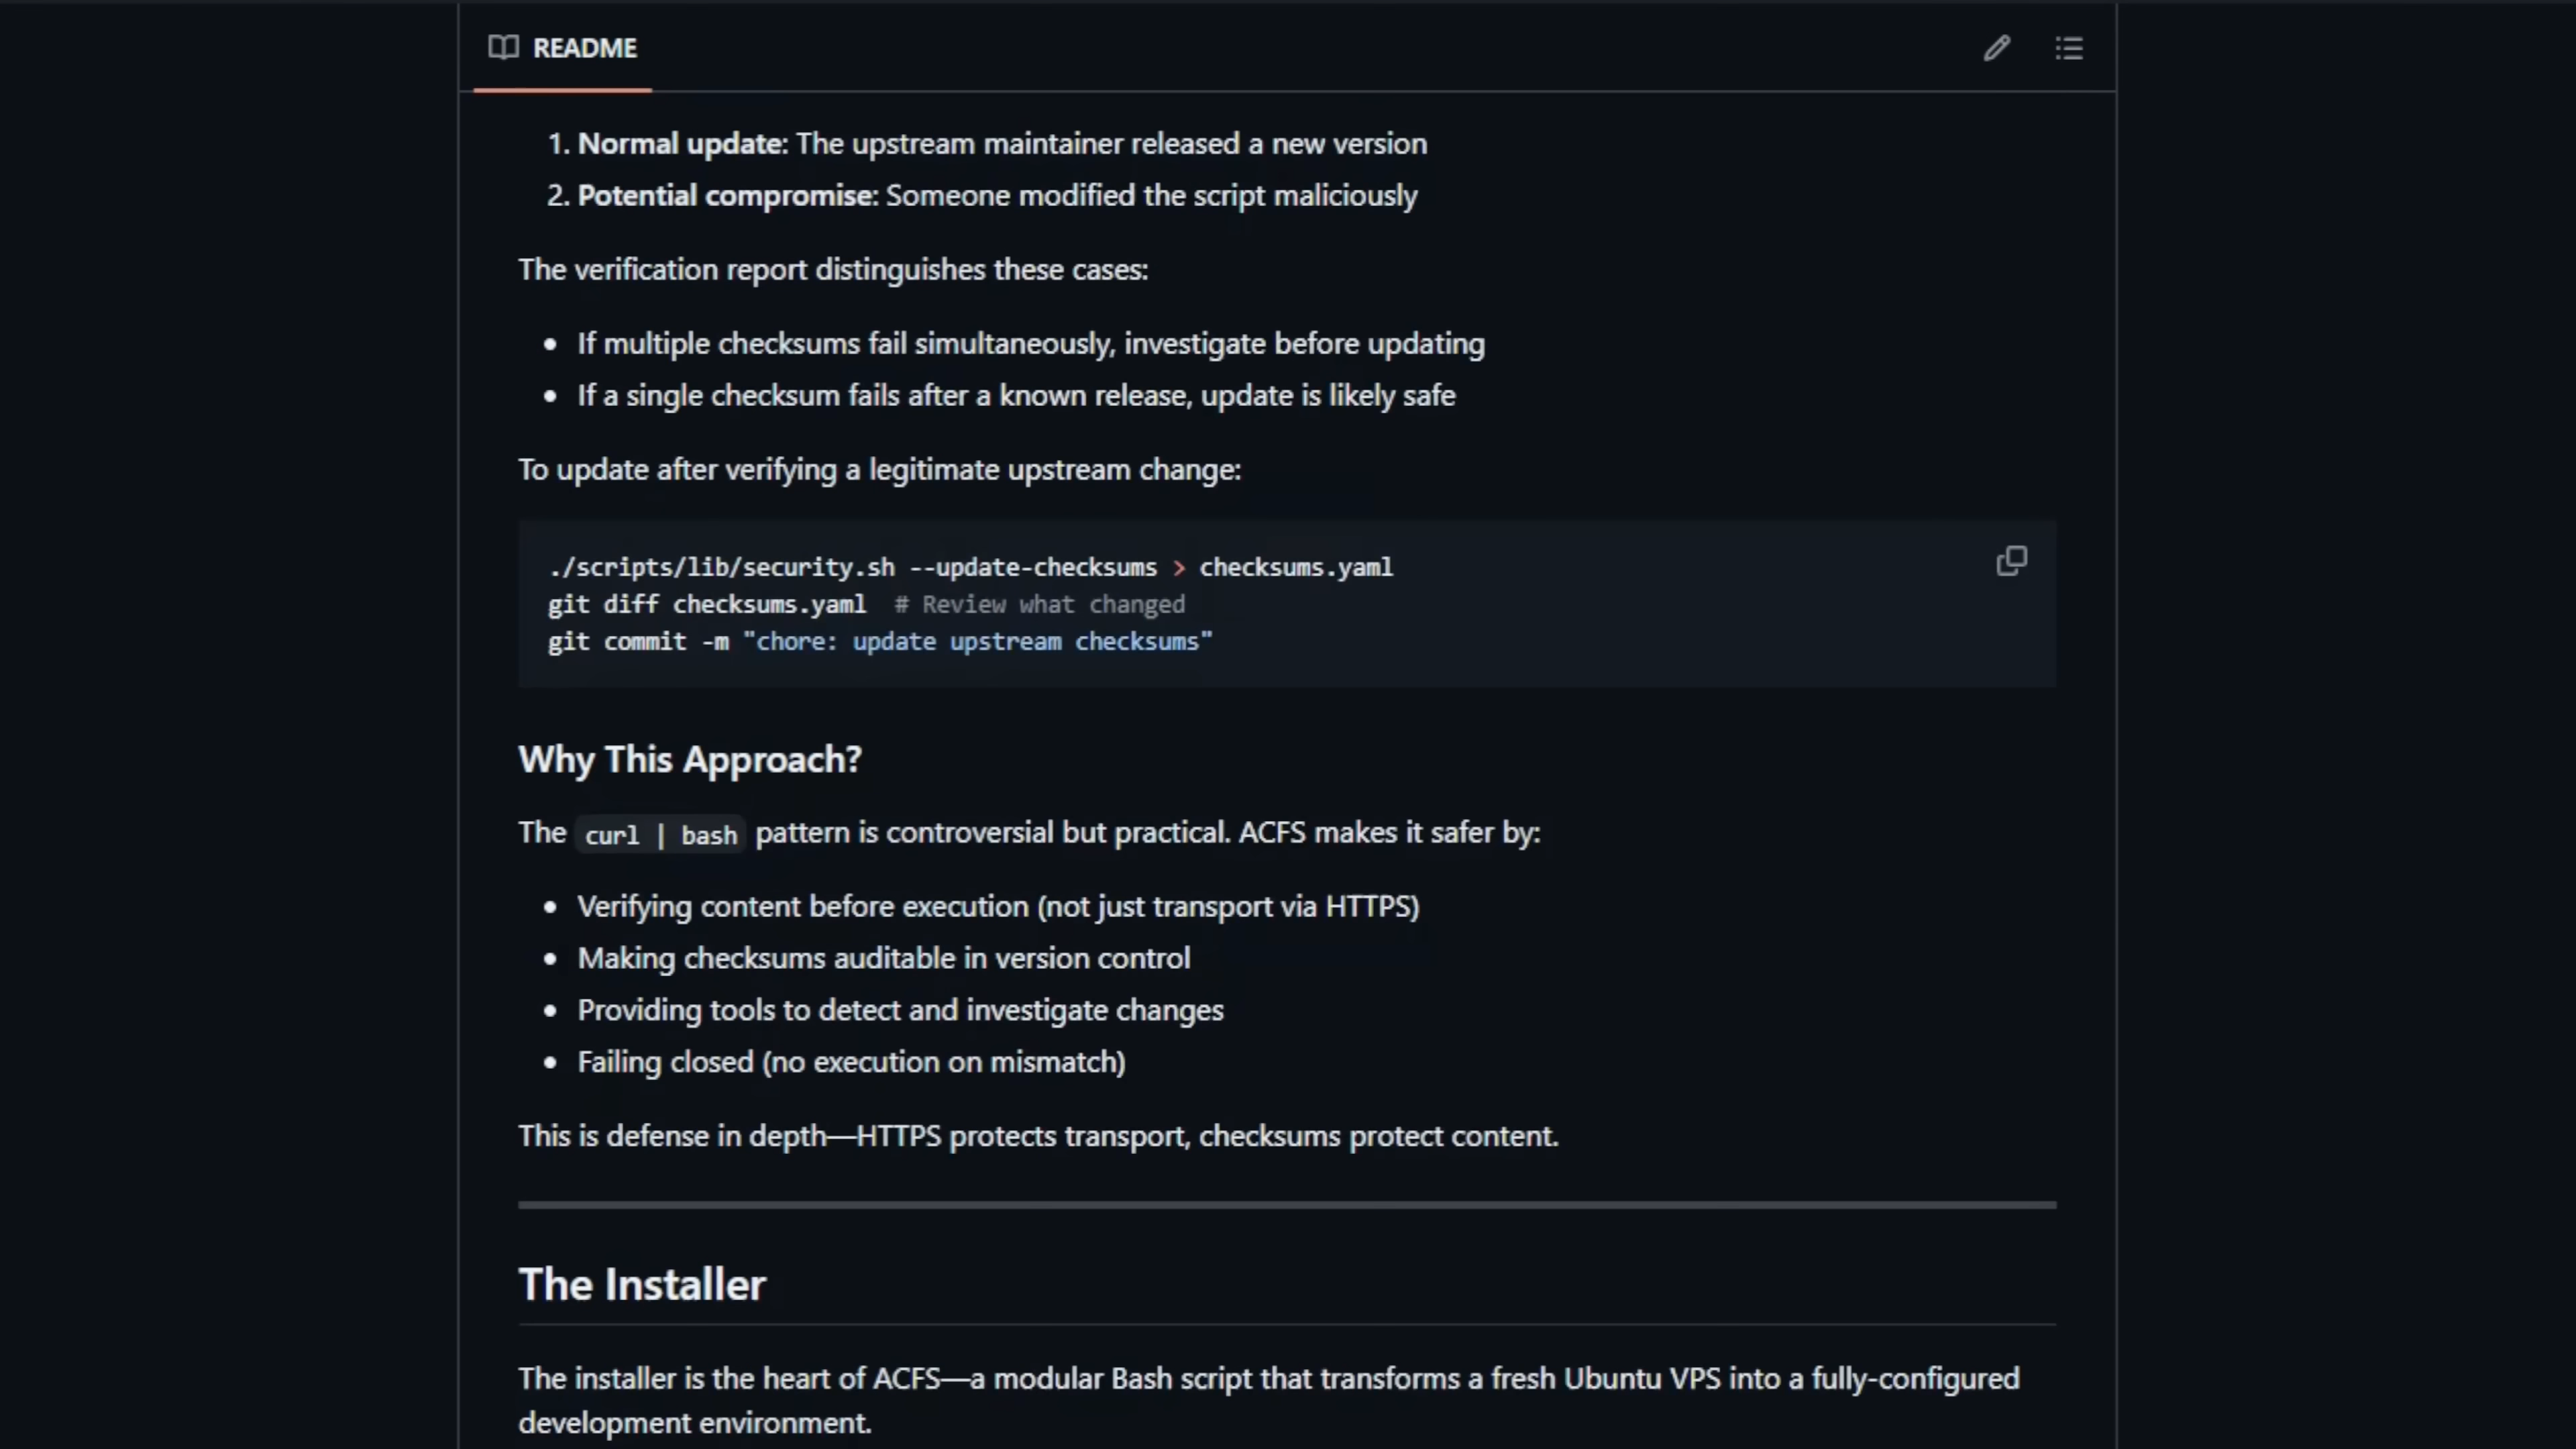 README
1. Normal update: The upstream maintainer released a new version
2. Potential compromise: Someone modified the script maliciously
The verification report distinguishes these cases:
• If multiple checksums fail simultaneously, investigate before updating
• If a single checksum fails after a known release, update is likely safe
To update after verifying a legitimate upstream change:
./scripts/lib/security.sh --update-checksums > checksums.yaml
git diff checksums.yaml  # Review what changed
git commit -m "chore: update upstream checksums"
Why This Approach?
The curl | bash pattern is controversial but practical. ACFS makes it safer by:
• Verifying content before execution (not just transport via HTTPS)
• Making checksums auditable in version control
• Providing tools to detect and investigate changes
• Failing closed (no execution on mismatch)
This is defense in depth—HTTPS protects transport, checksums protect content.
The Installer
The installer is the heart of ACFS—a modular Bash script that transforms a fresh Ubuntu VPS into a fully-configured
development environment.